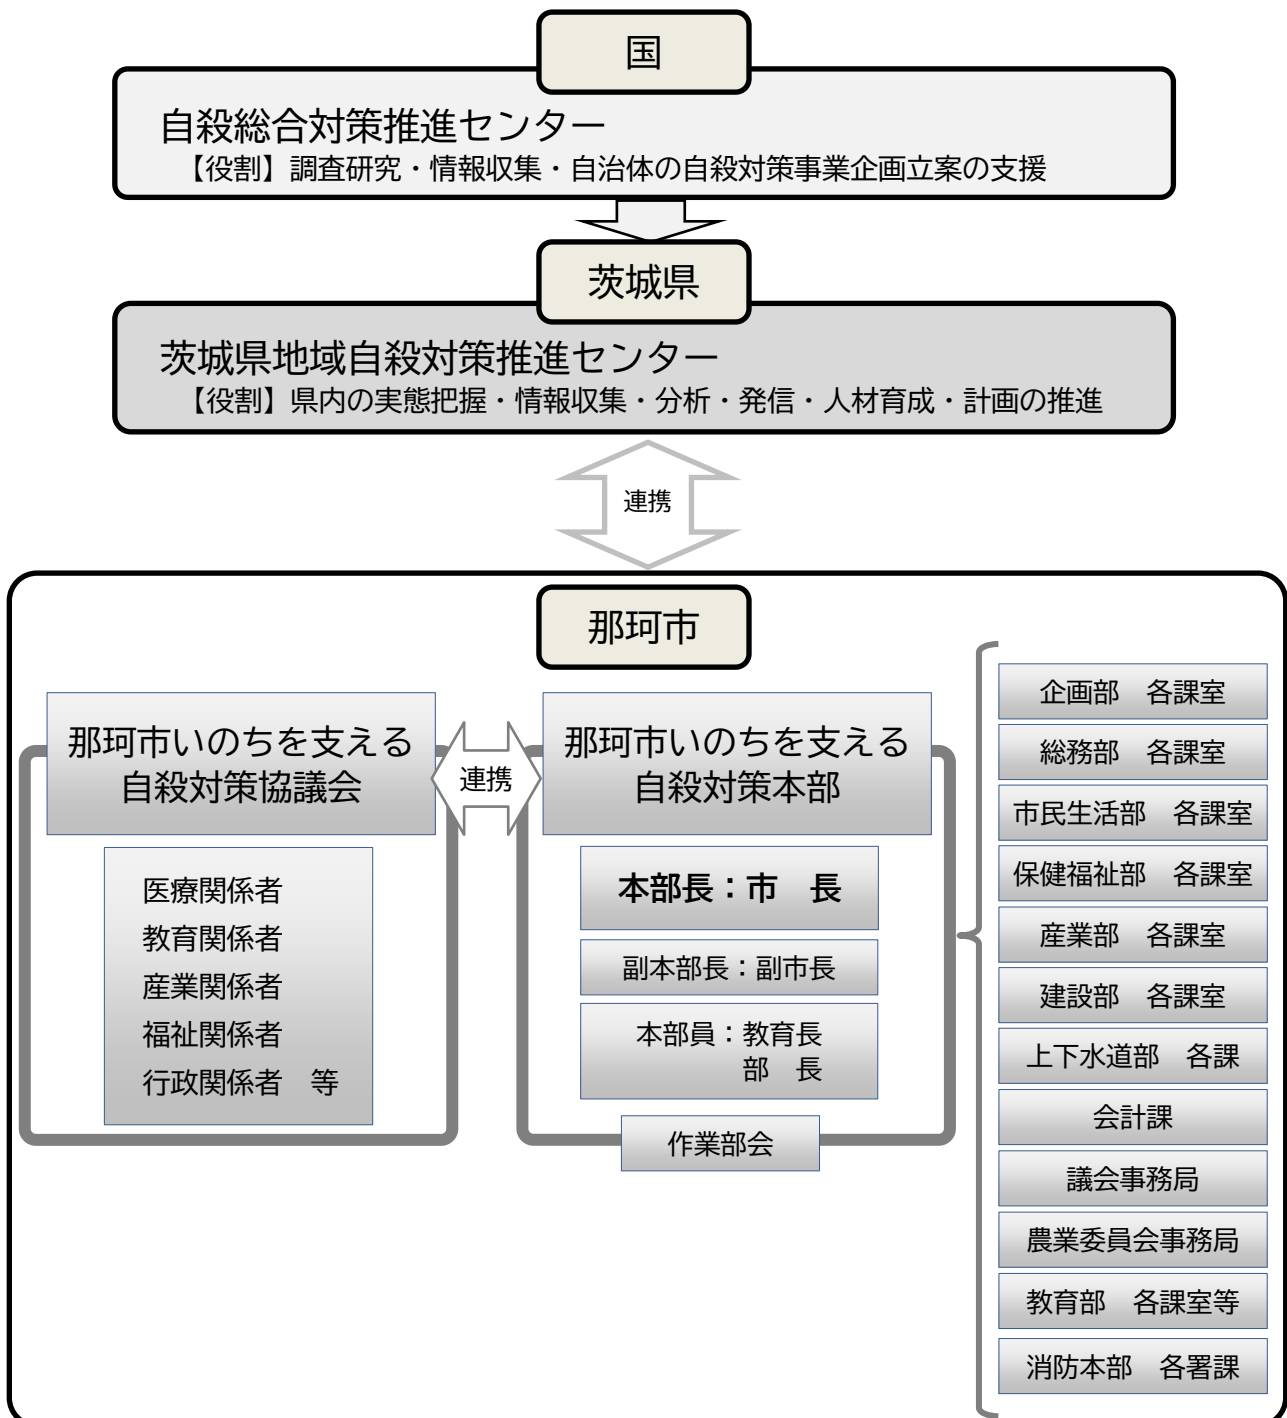 国
自殺総合対策推進センター
【役割】調査研究・情報収集・自治体の自殺対策事業企画立案の支援
茨城県
茨城県地域自殺対策推進センター
【役割】県内の実態把握・情報収集・分析・発信・人材育成・計画の推進
連携
那珂市
那珂市いのちを支える
自殺対策協議会
医療関係者
教育関係者
産業関係者
福祉関係者
行政関係者　等
連携
那珂市いのちを支える
自殺対策本部
本部長：市　長
副本部長：副市長
本部員：教育長
部　長
作業部会
企画部　各課室
総務部　各課室
市民生活部　各課室
保健福祉部　各課室
産業部　各課室
建設部　各課室
上下水道部　各課
会計課
議会事務局
農業委員会事務局
教育部　各課室等
消防本部　各署課